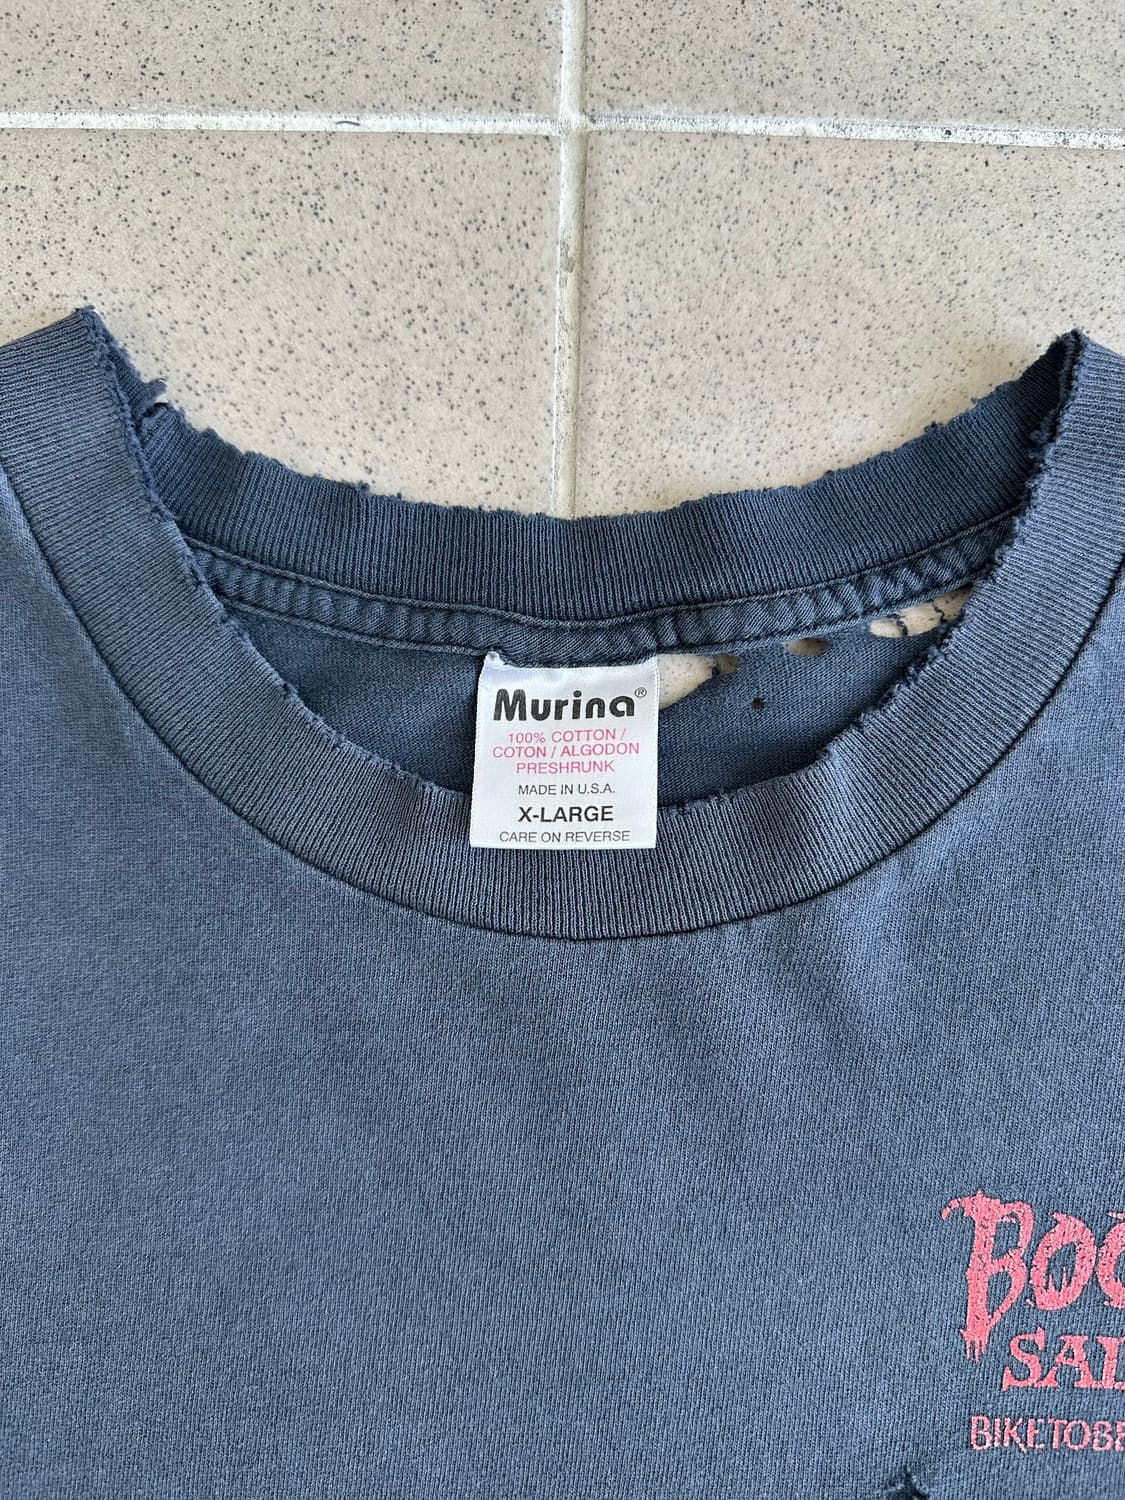 Murina®
100% COTTON /
COTON / ALGODON
PRESHRUNK
MADE IN U.S.A.
X-LARGE
CARE ON REVERSE